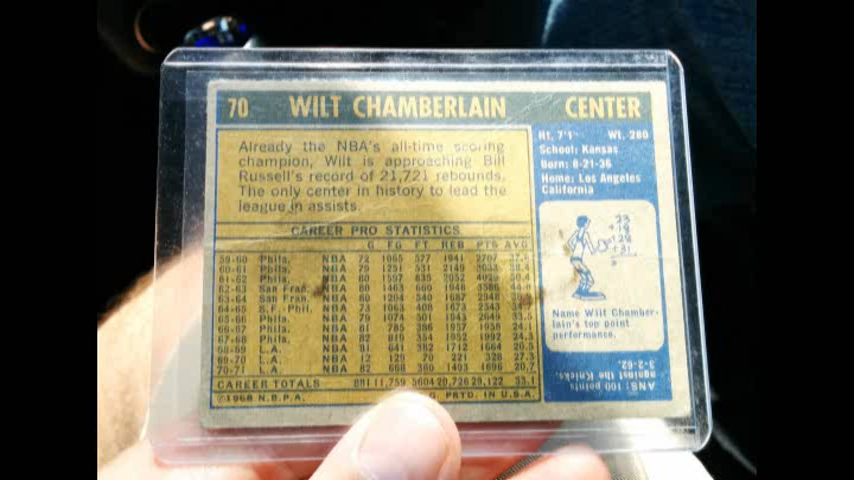 70 WILT CHAMBERLAIN CENTER
Already the NBA's all-time scoring
champion, Wilt is approaching Bill
Russell's record of 21,721 rebounds.
The only center in history to lead the
league in assists.
Ht. 7'1" Wt. 280
School: Kansas
Born: 8-21-36
Home: Los Angeles
California
CAREER PRO STATISTICS
G FG FT REB PTS AVG
59-60 Phila. NBA 72 1065 577 1941 2707
60-61 Phila. NBA 79 1251 531 2149 3033 38.4
61-62 Phila. NBA 80 1597 835 2052 4029 50.4
62-63 San Fran. NBA 80 1463 660 1946 3586
63-64 San Fran. NBA 80 1204 540 1687 2948
64-65 S.F.-Phil. NBA 73 1063 408 1673 2534
65-66 Phila. NBA 79 1074 501 1943 2649 33.5
66-67 Phila. NBA 81 785 386 1957 1956 24.1
67-68 Phila. NBA 82 819 354 1952 1992 24.3
68-69 L.A. NBA 81 641 382 1712 1664 20.5
69-70 L.A. NBA 12 129 70 221 328 27.3
70-71 L.A. NBA 82 668 360 1493 1696 20.7
CAREER TOTALS 881 11,759 5604 20,726 29,122 33.1
©1968 N.B.P.A. PRTD. IN U.S.A.
23
+31
Name Wilt Chamber-
lain's top point
performance.
ANS: 100 points
against the Knicks.
3-2-62.